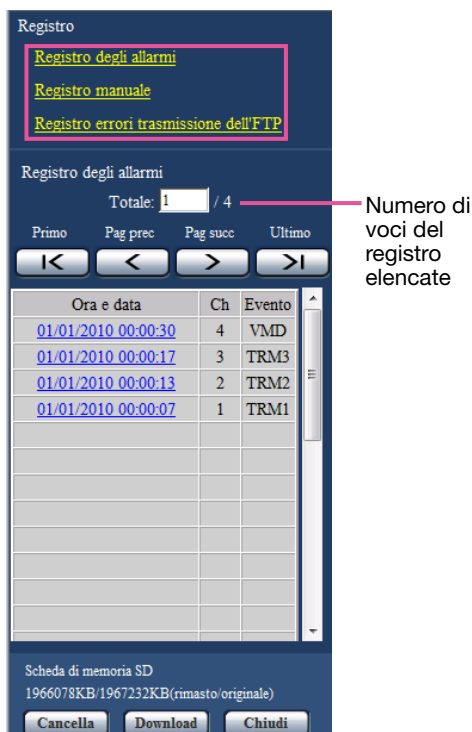 Registro
Registro degli allarmi
Registro manuale
Registro errori trasmissione dell'FTP
Registro degli allarmi
Totale: 1 / 4
Numero di
voci del
registro
elencate
Primo Pag prec Pag succ Ultimo
Ora e data Ch Evento
01/01/2010 00:00:30 4 VMD
01/01/2010 00:00:17 3 TRM3
01/01/2010 00:00:13 2 TRM2
01/01/2010 00:00:07 1 TRM1
Scheda di memoria SD
1966078KB/1967232KB(rimasto/originale)
Cancella Download Chiudi